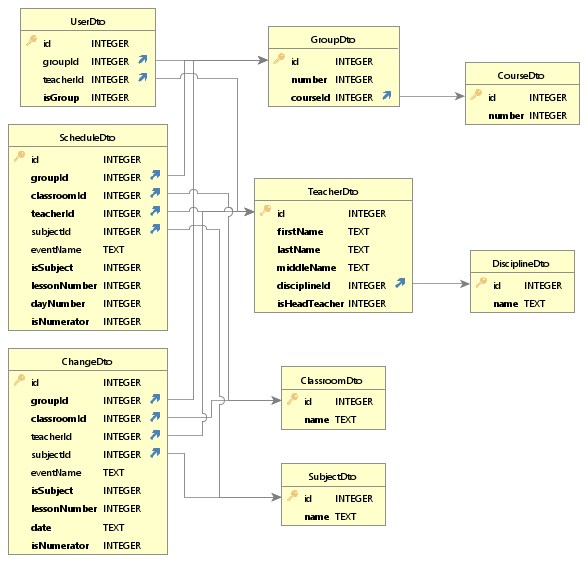 UserDto
id INTEGER
groupId INTEGER
teacherId INTEGER
isGroup INTEGER
GroupDto
id INTEGER
number INTEGER
courseId INTEGER
CourseDto
id INTEGER
number INTEGER
ScheduleDto
id INTEGER
groupId INTEGER
classroomId INTEGER
teacherId INTEGER
subjectId INTEGER
eventName TEXT
isSubject INTEGER
lessonNumber INTEGER
dayNumber INTEGER
isNumerator INTEGER
TeacherDto
id INTEGER
firstName TEXT
lastName TEXT
middleName TEXT
disciplineId INTEGER
isHeadTeacher INTEGER
DisciplineDto
id INTEGER
name TEXT
ChangeDto
id INTEGER
groupId INTEGER
classroomId INTEGER
teacherId INTEGER
subjectId INTEGER
eventName TEXT
isSubject INTEGER
lessonNumber INTEGER
date TEXT
isNumerator INTEGER
ClassroomDto
id INTEGER
name TEXT
SubjectDto
id INTEGER
name TEXT